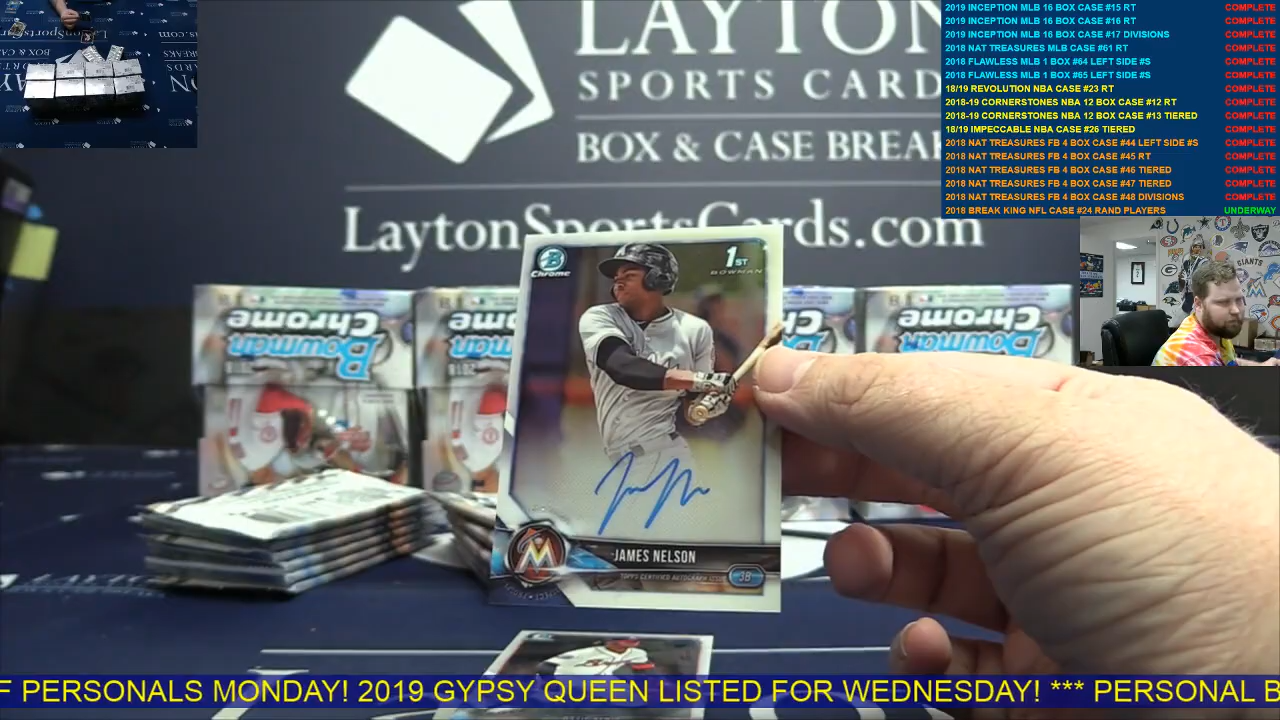 LAYTON
SPORTS CARD
BOX & CASE BREAK
LaytonSportsCards.com
2019 INCEPTION MLB 16 BOX CASE #15 RT COMPLETE
2019 INCEPTION MLB 16 BOX CASE #16 RT COMPLETE
2019 INCEPTION MLB 16 BOX CASE #17 DIVISIONS COMPLETE
2018 NAT TREASURES MLB CASE #61 RT COMPLETE
2018 FLAWLESS MLB 1 BOX #64 LEFT SIDE #S COMPLETE
2018 FLAWLESS MLB 1 BOX #65 LEFT SIDE #S COMPLETE
18/19 REVOLUTION NBA CASE #23 RT COMPLETE
2018-19 CORNERSTONES NBA 12 BOX CASE #12 RT COMPLETE
2018-19 CORNERSTONES NBA 12 BOX CASE #13 TIERED COMPLETE
18/19 IMPECCABLE NBA CASE #26 TIERED COMPLETE
2018 NAT TREASURES FB 4 BOX CASE #44 LEFT SIDE #S COMPLETE
2018 NAT TREASURES FB 4 BOX CASE #45 RT COMPLETE
2018 NAT TREASURES FB 4 BOX CASE #46 TIERED COMPLETE
2018 NAT TREASURES FB 4 BOX CASE #47 TIERED COMPLETE
2018 NAT TREASURES FB 4 BOX CASE #48 DIVISIONS COMPLETE
2018 BREAK KING NFL CASE #24 RAND PLAYERS UNDERWAY
GIANTS
Chrome
1ST
BOWMAN
Chrome
Bowman
Chrome
Bowman
JAMES NELSON
TOPPS CERTIFIED AUTOGRAPH ISSUE
3B
F PERSONALS MONDAY! 2019 GYPSY QUEEN LISTED FOR WEDNESDAY! *** PERSONAL B